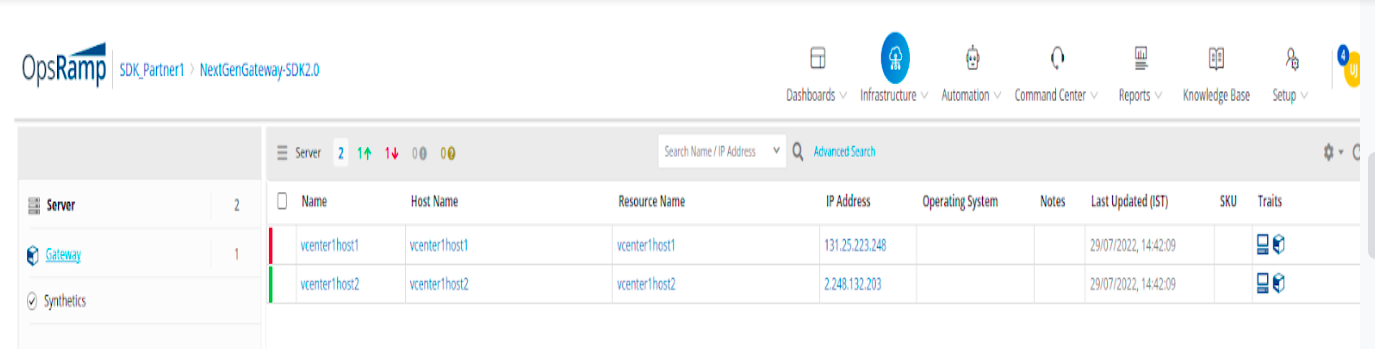 OpsRamp SDK_Partner1 > NextGenGateway-SDK2.0
Dashboards Infrastructure Automation Command Center Reports Knowledge Base Setup 4 UJ
Server 2 1 1 0 0 Search Name / IP Address Advanced Search
Server 2
Gateway 1
Synthetics
Name Host Name Resource Name IP Address Operating System Notes Last Updated (IST) SKU Traits
vcenter1host1 vcenter1host1 vcenter1host1 131.25.223.248 29/07/2022, 14:42:09
vcenter1host2 vcenter1host2 vcenter1host2 2.248.132.203 29/07/2022, 14:42:09